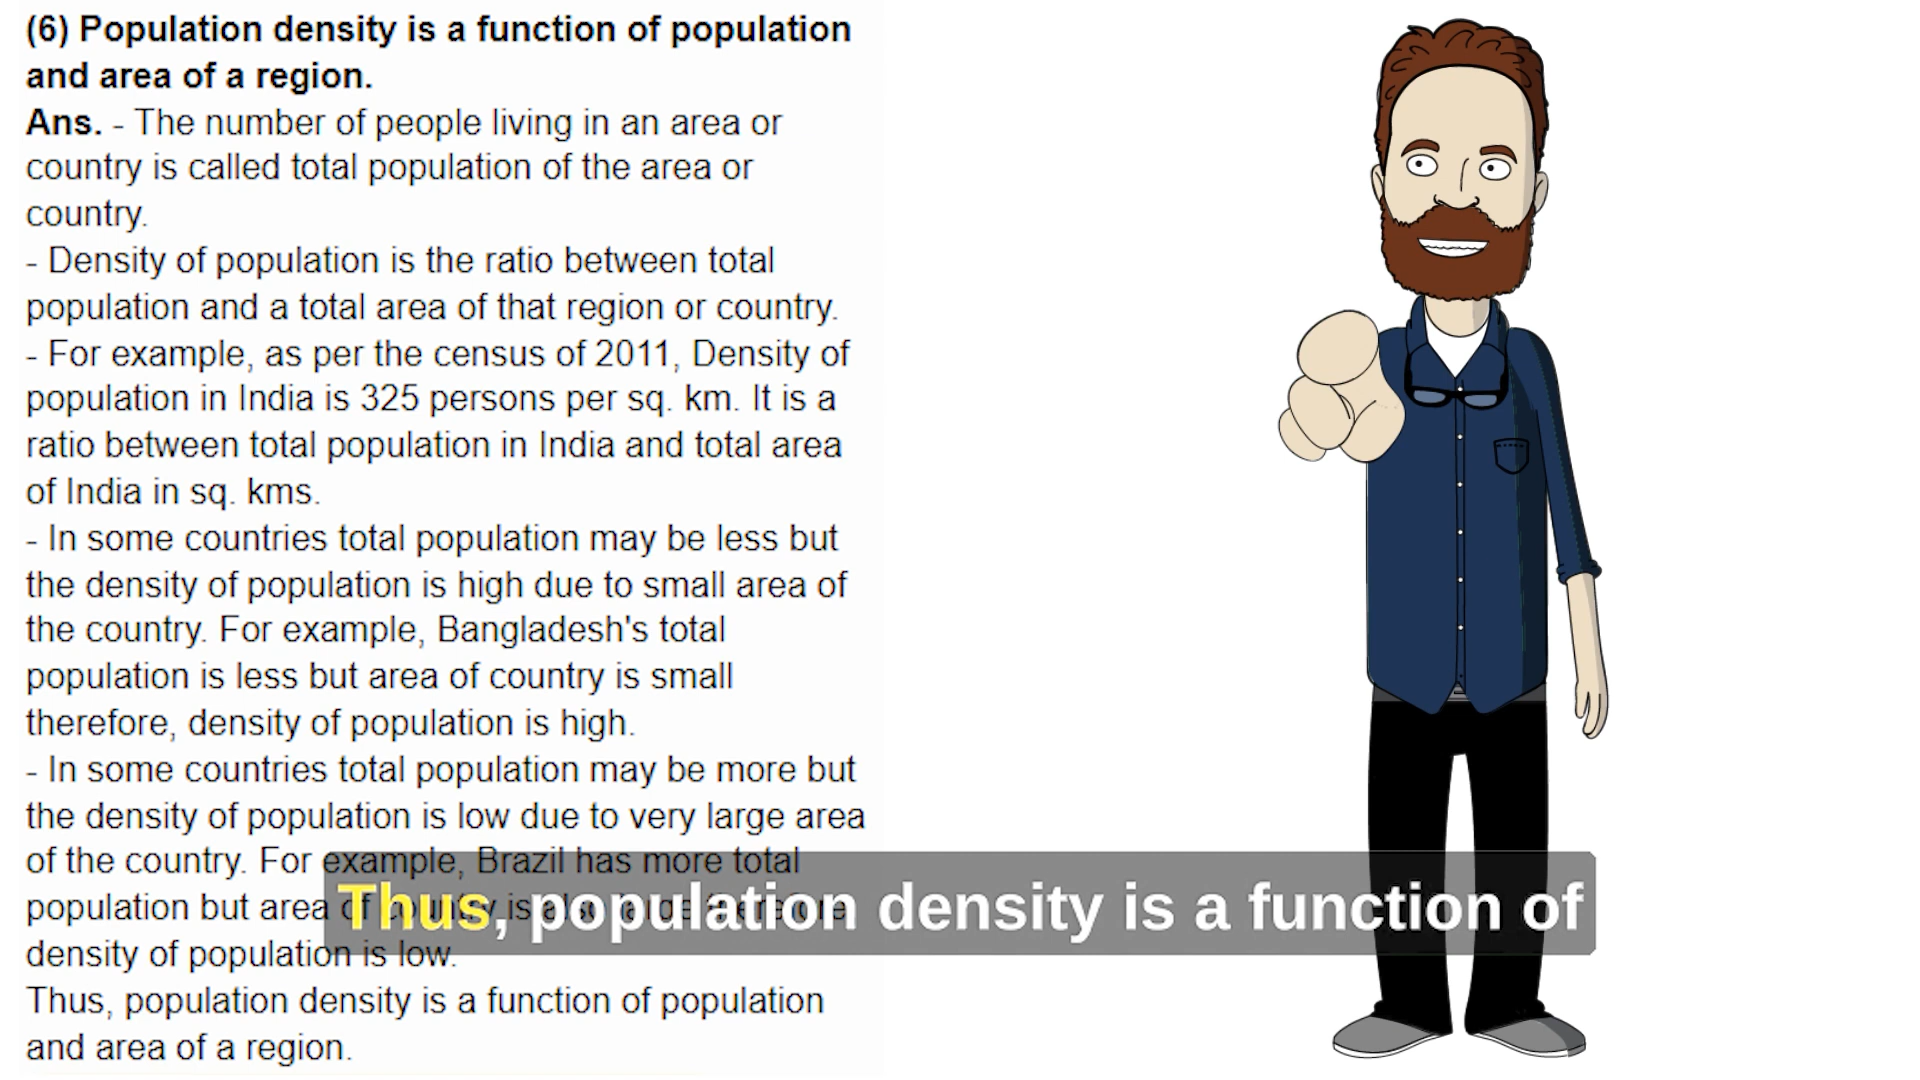 (6) Population density is a function of population
and area of a region.
Ans. - The number of people living in an area or
country is called total population of the area or
country.
- Density of population is the ratio between total
population and a total area of that region or country.
- For example, as per the census of 2011, Density of
population in India is 325 persons per sq. km. It is a
ratio between total population in India and total area
of India in sq. kms.
- In some countries total population may be less but
the density of population is high due to small area of
the country. For example, Bangladesh's total
population is less but area of country is small
therefore, density of population is high.
- In some countries total population may be more but
the density of population is low due to very large area
of the country. For example, Brazil has more total
population but area of country is also large therefore
density of population is low.
Thus, population density is a function of population
and area of a region.
Thus, population density is a function of